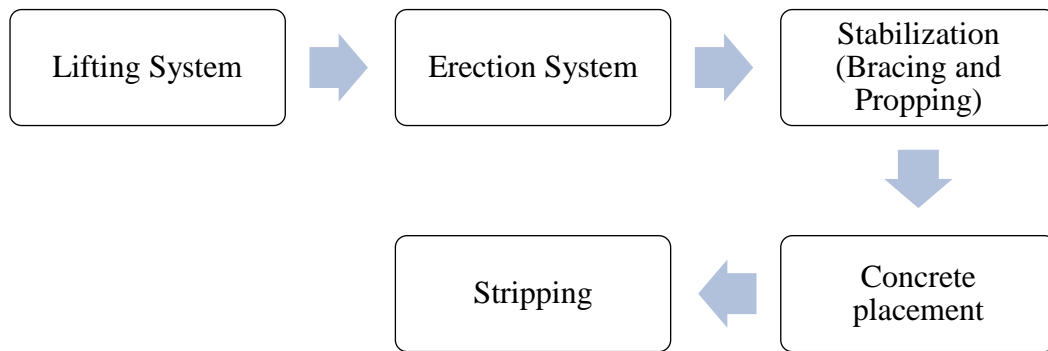 Lifting System
Erection System
Stabilization
(Bracing and
Propping)
Concrete
placement
Stripping